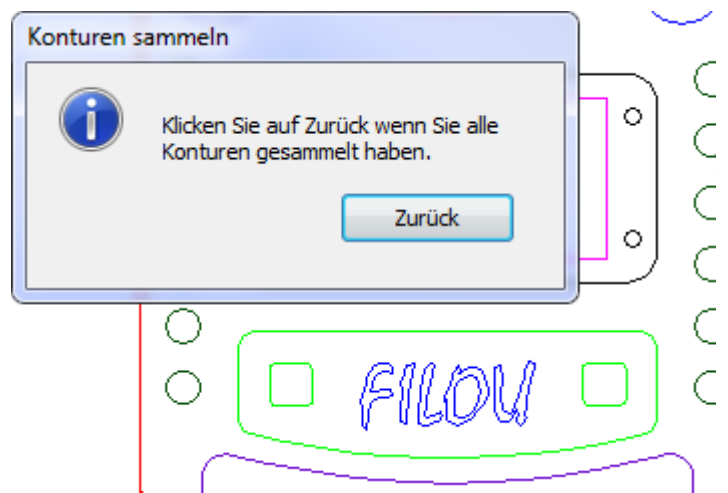 Konturen sammeln
Klicken Sie auf Zurück wenn Sie alle
Konturen gesammelt haben.
Zurück
FILOU